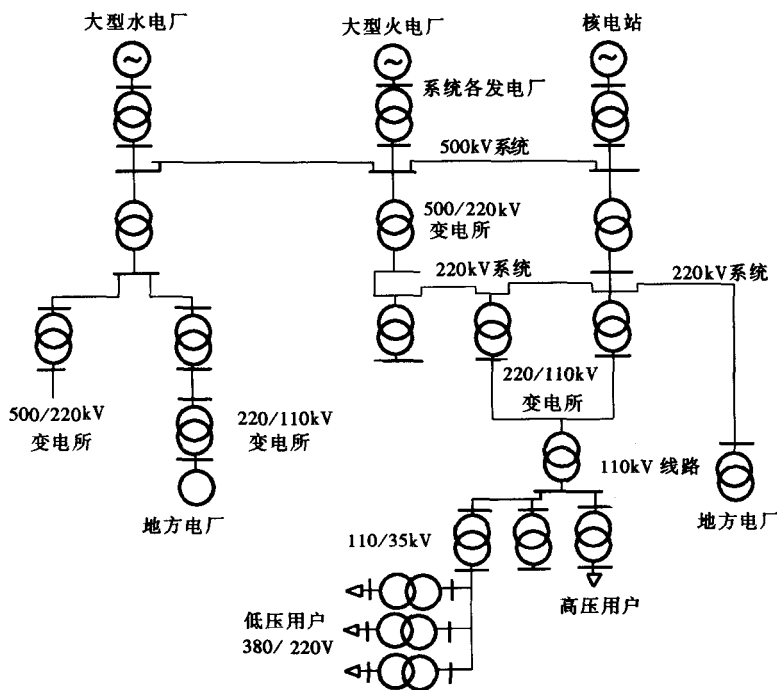 大型水电厂
大型火电厂
核电站
~
~
~
系统各发电厂
500kV系统
500/220kV
变电所
220kV系统
220kV系统
500/220kV
变电所
220/110kV
变电所
220/110kV
变电所
地方电厂
110kV 线路
地方电厂
110/35kV
高压用户
低压用户
380/ 220V